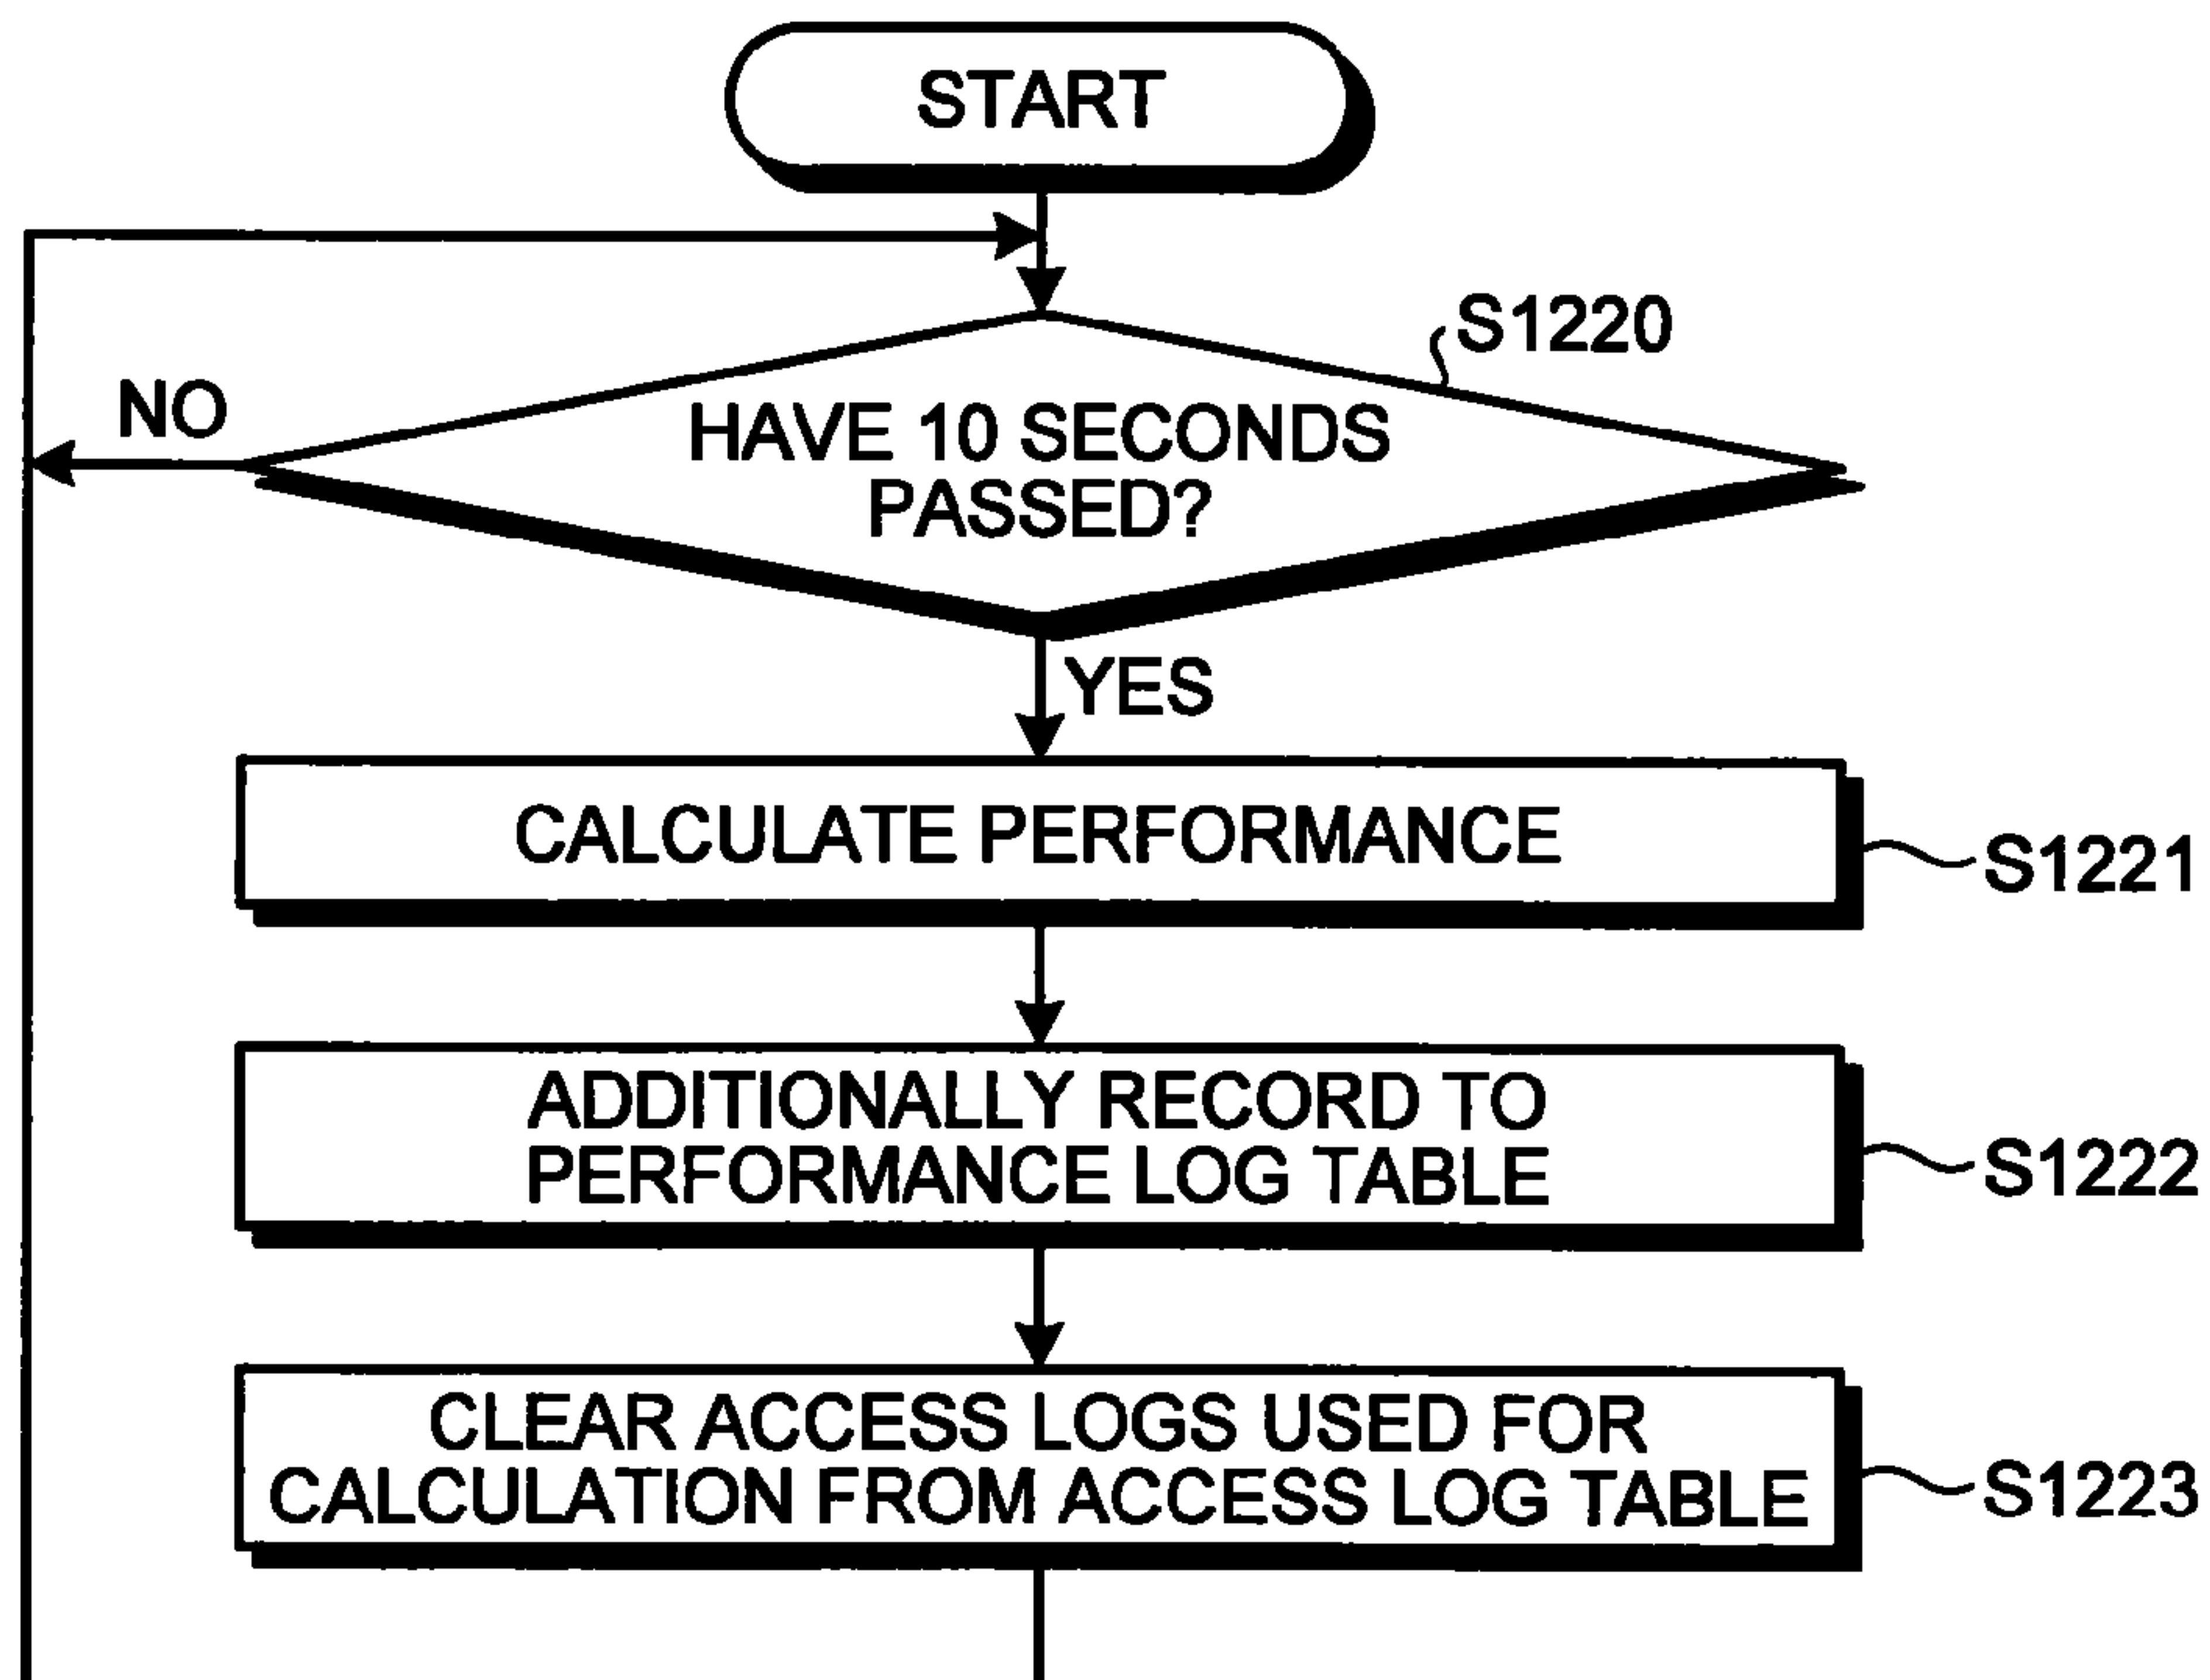 START
S1220
NO
HAVE 10 SECONDS
PASSED?
YES
CALCULATE PERFORMANCE
S1221
ADDITIONALLY RECORD TO
PERFORMANCE LOG TABLE
S1222
CLEAR ACCESS LOGS USED FOR
CALCULATION FROM ACCESS LOG TABLE
S1223